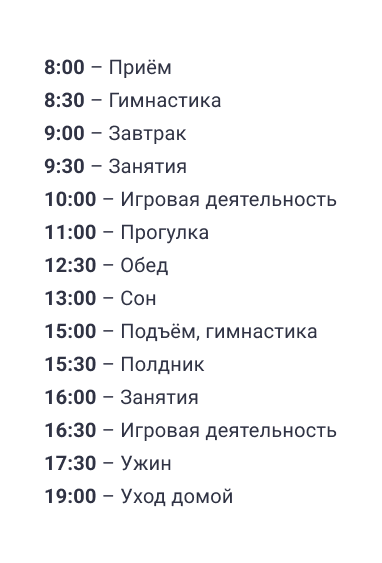 8:00 – Приём
8:30 – Гимнастика
9:00 – Завтрак
9:30 – Занятия
10:00 – Игровая деятельность
11:00 – Прогулка
12:30 – Обед
13:00 – Сон
15:00 – Подъём, гимнастика
15:30 – Полдник
16:00 – Занятия
16:30 – Игровая деятельность
17:30 – Ужин
19:00 – Уход домой